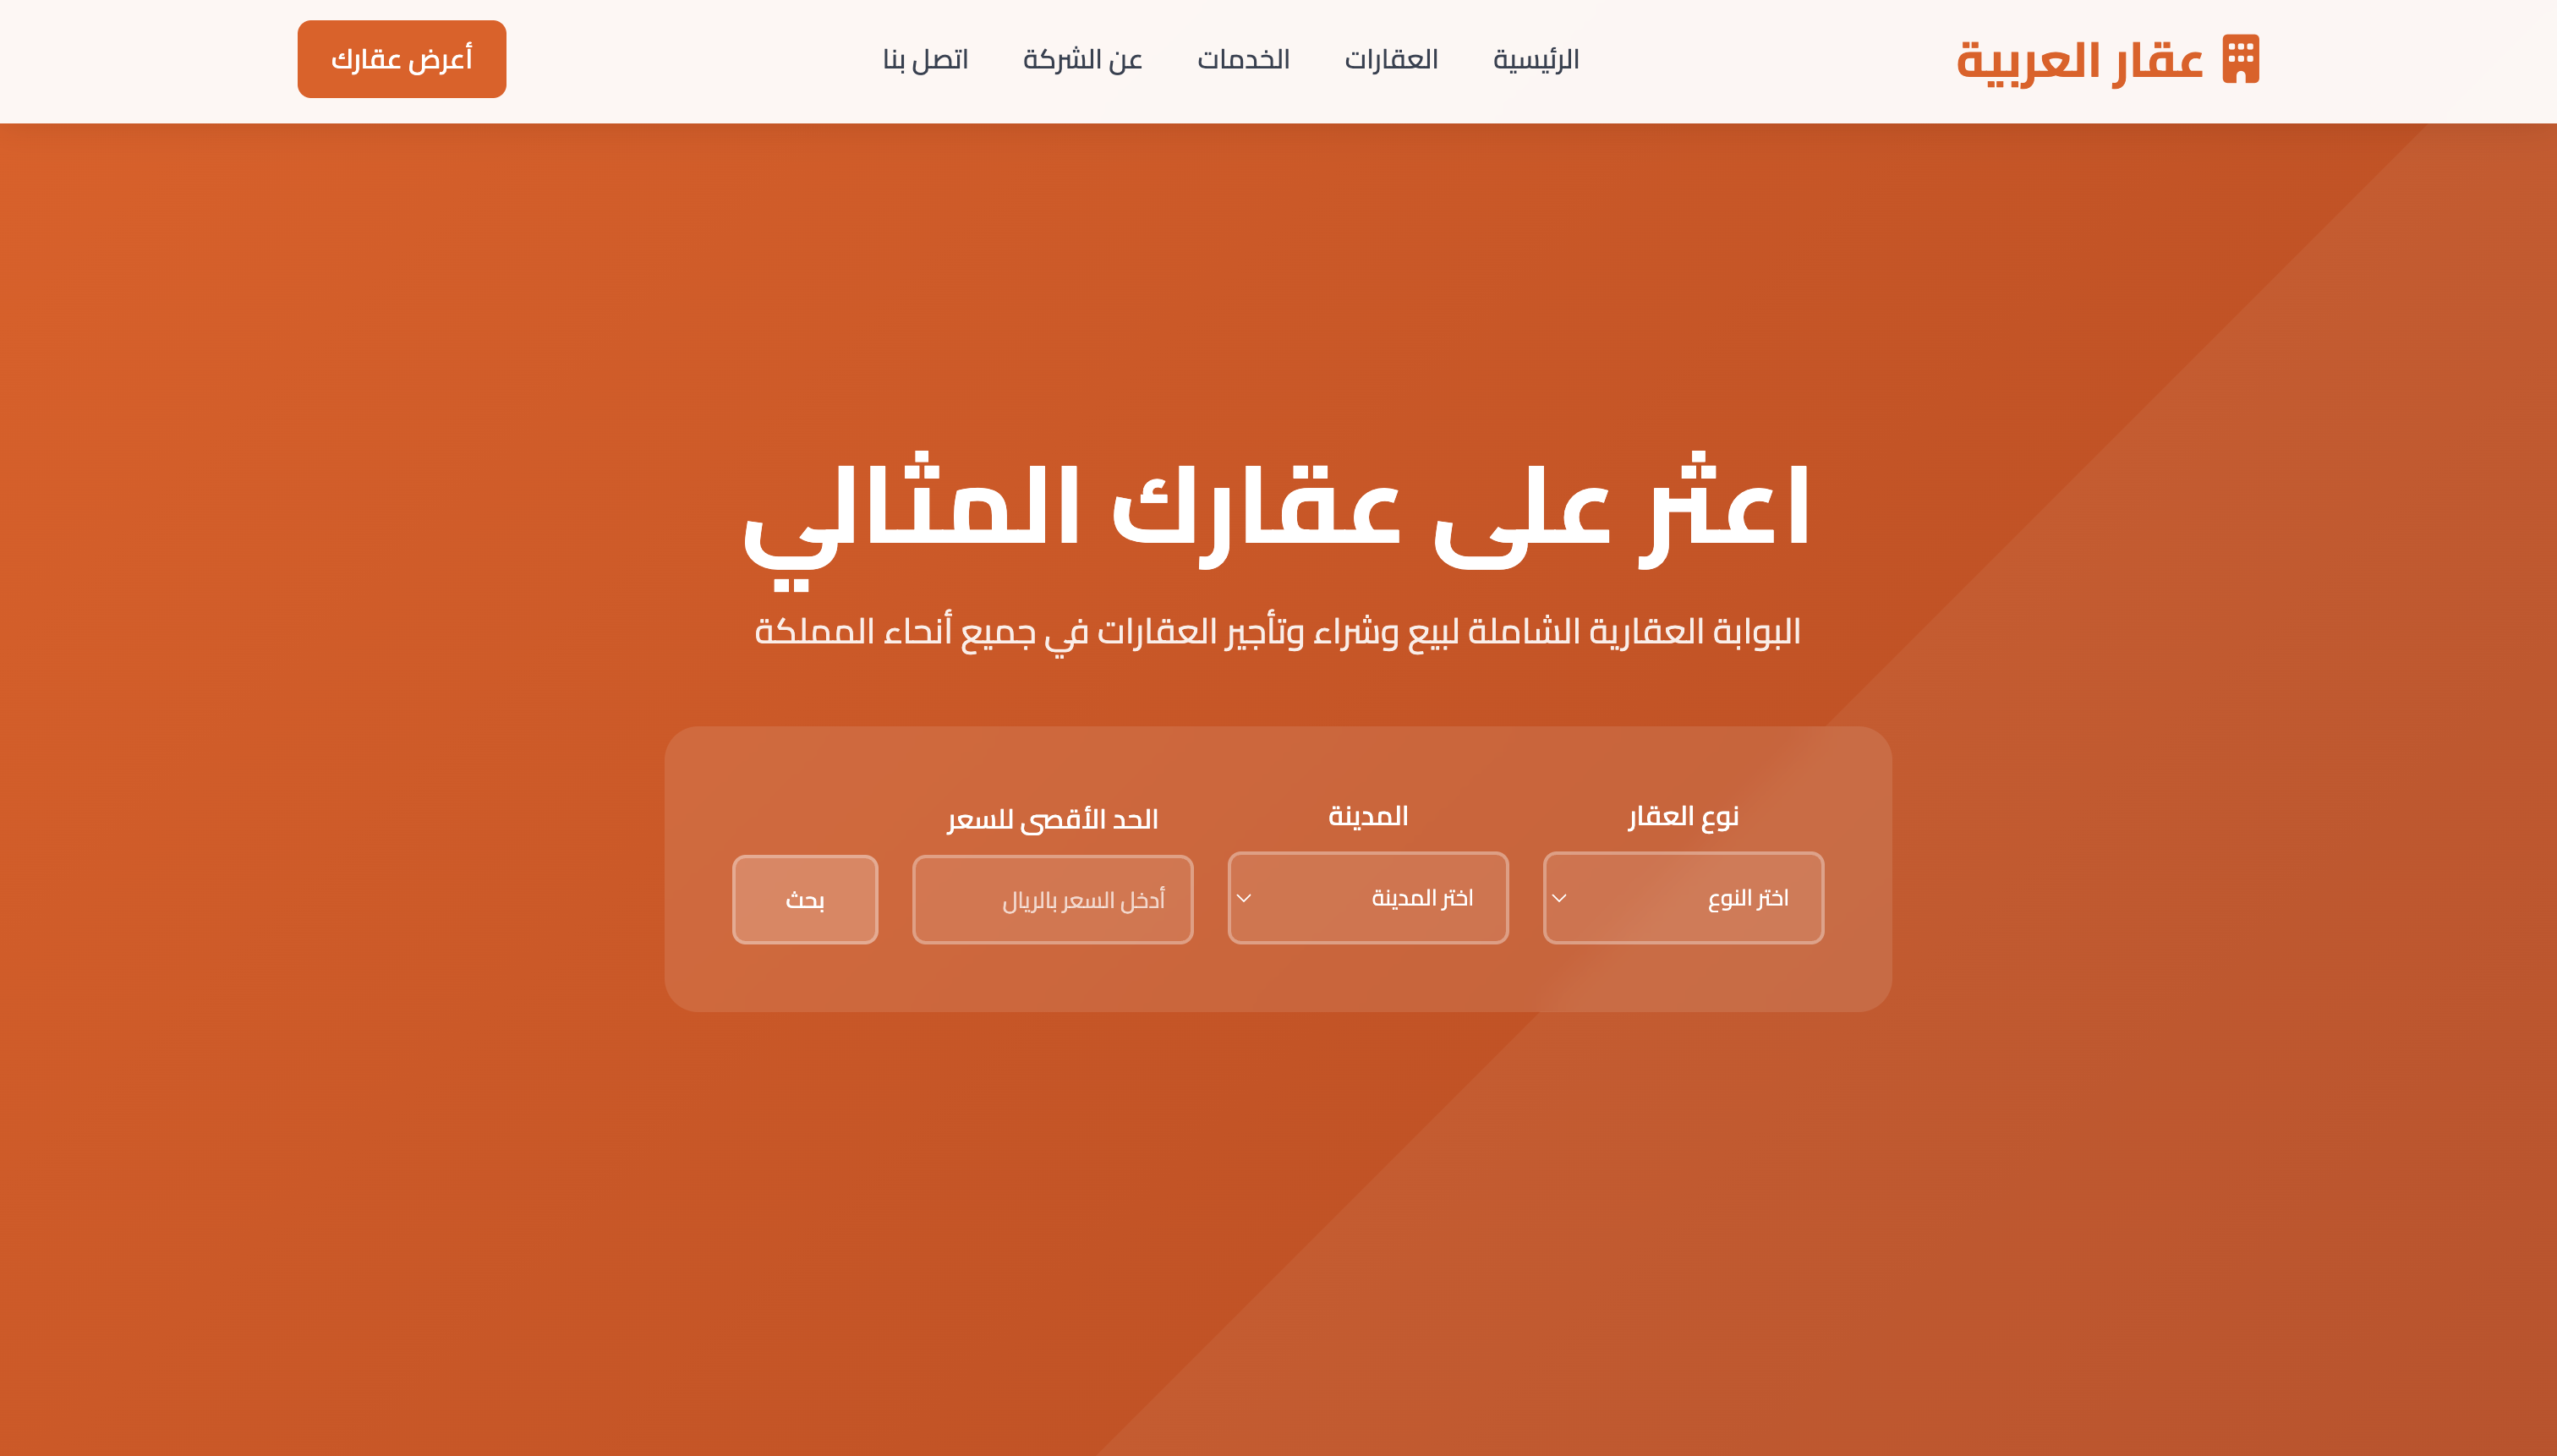 عقار العربية
الرئيسية
العقارات
الخدمات
عن الشركة
اتصل بنا
أعرض عقارك
اعثر على عقارك المثالي
البوابة العقارية الشاملة لبيع وشراء وتأجير العقارات في جميع أنحاء المملكة
نوع العقار
اختر النوع
المدينة
اختر المدينة
الحد الأقصى للسعر
أدخل السعر بالريال
بحث